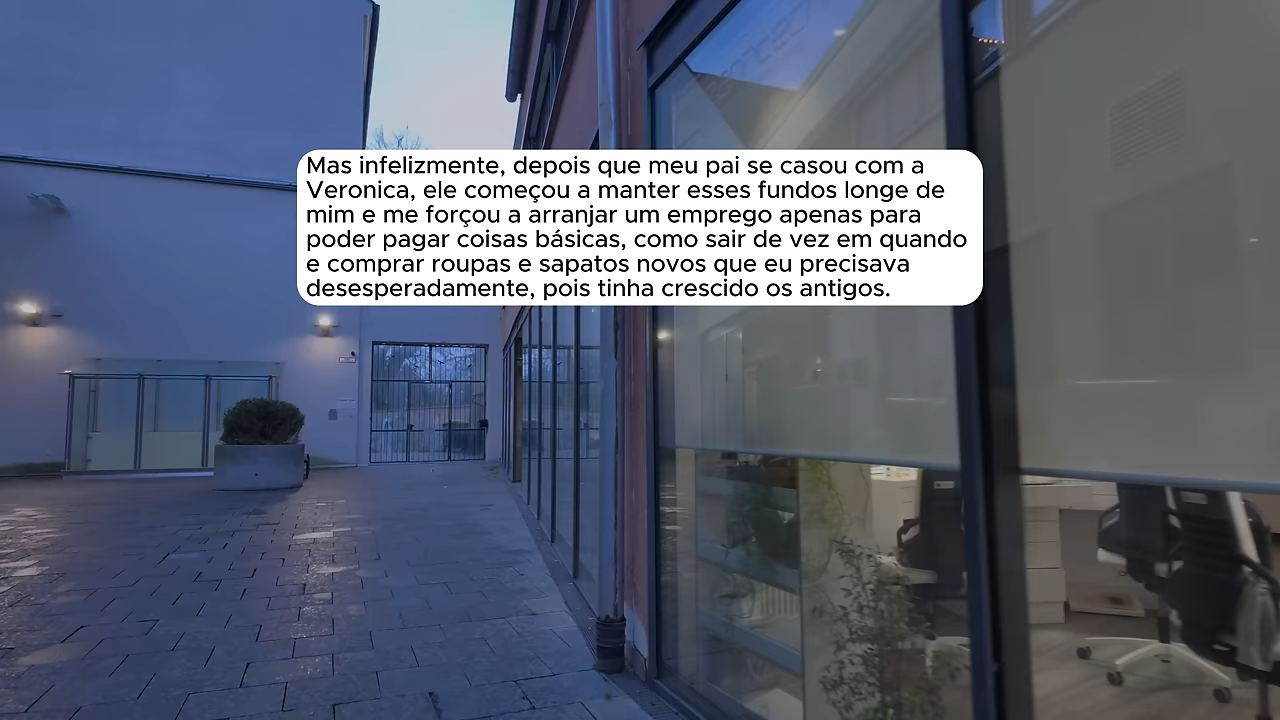 Mas infelizmente, depois que meu pai se casou com a
Veronica, ele começou a manter esses fundos longe de
mim e me forçou a arranjar um emprego apenas para
poder pagar coisas básicas, como sair de vez em quando
e comprar roupas e sapatos novos que eu precisava
desesperadamente, pois tinha crescido os antigos.